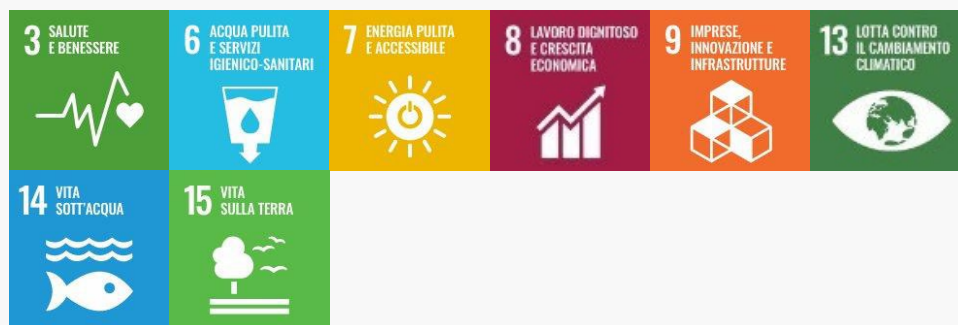 3 SALUTE
E BENESSERE
6 ACQUA PULITA
E SERVIZI
IGIENICO-SANITARI
7 ENERGIA PULITA
E ACCESSIBILE
8 LAVORO DIGNITOSO
E CRESCITA
ECONOMICA
9 IMPRESE,
INNOVAZIONE E
INFRASTRUTTURE
13 LOTTA CONTRO
IL CAMBIAMENTO
CLIMATICO
14 VITA
SOTT'ACQUA
15 VITA
SULLA TERRA